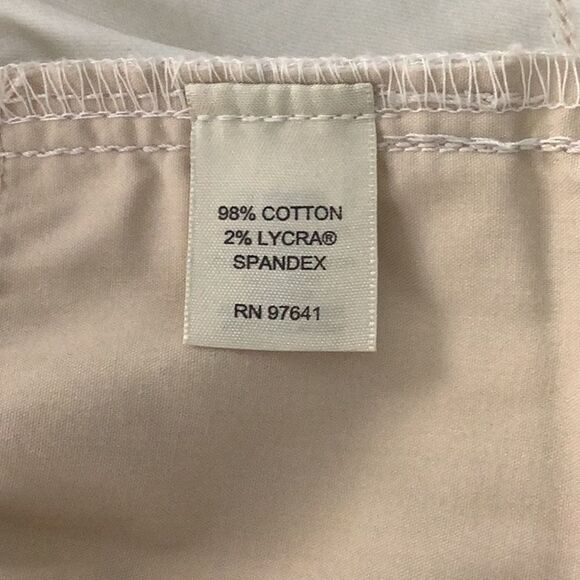 98% COTTON
2% LYCRA®
SPANDEX
RN 97641